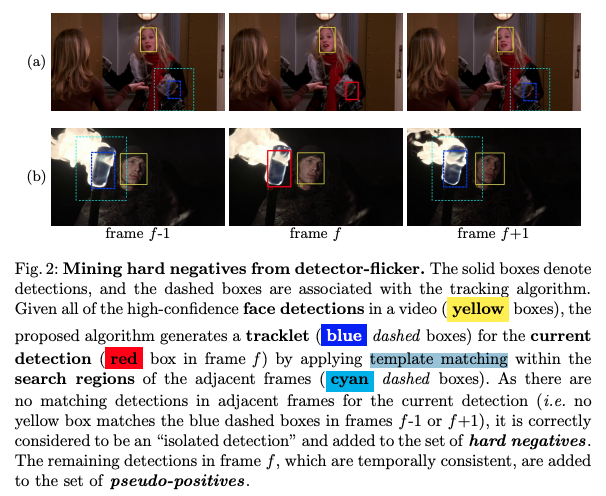 (a)
(b)
frame f-1 frame f frame f+1
Fig. 2: Mining hard negatives from detector-flicker. The solid boxes denote
detections, and the dashed boxes are associated with the tracking algorithm.
Given all of the high-confidence face detections in a video ( yellow boxes), the
proposed algorithm generates a tracklet ( blue dashed boxes) for the current
detection ( red box in frame f) by applying template matching within the
search regions of the adjacent frames ( cyan dashed boxes). As there are
no matching detections in adjacent frames for the current detection (i.e. no
yellow box matches the blue dashed boxes in frames f-1 or f+1), it is correctly
considered to be an “isolated detection” and added to the set of hard negatives.
The remaining detections in frame f, which are temporally consistent, are added
to the set of pseudo-positives.